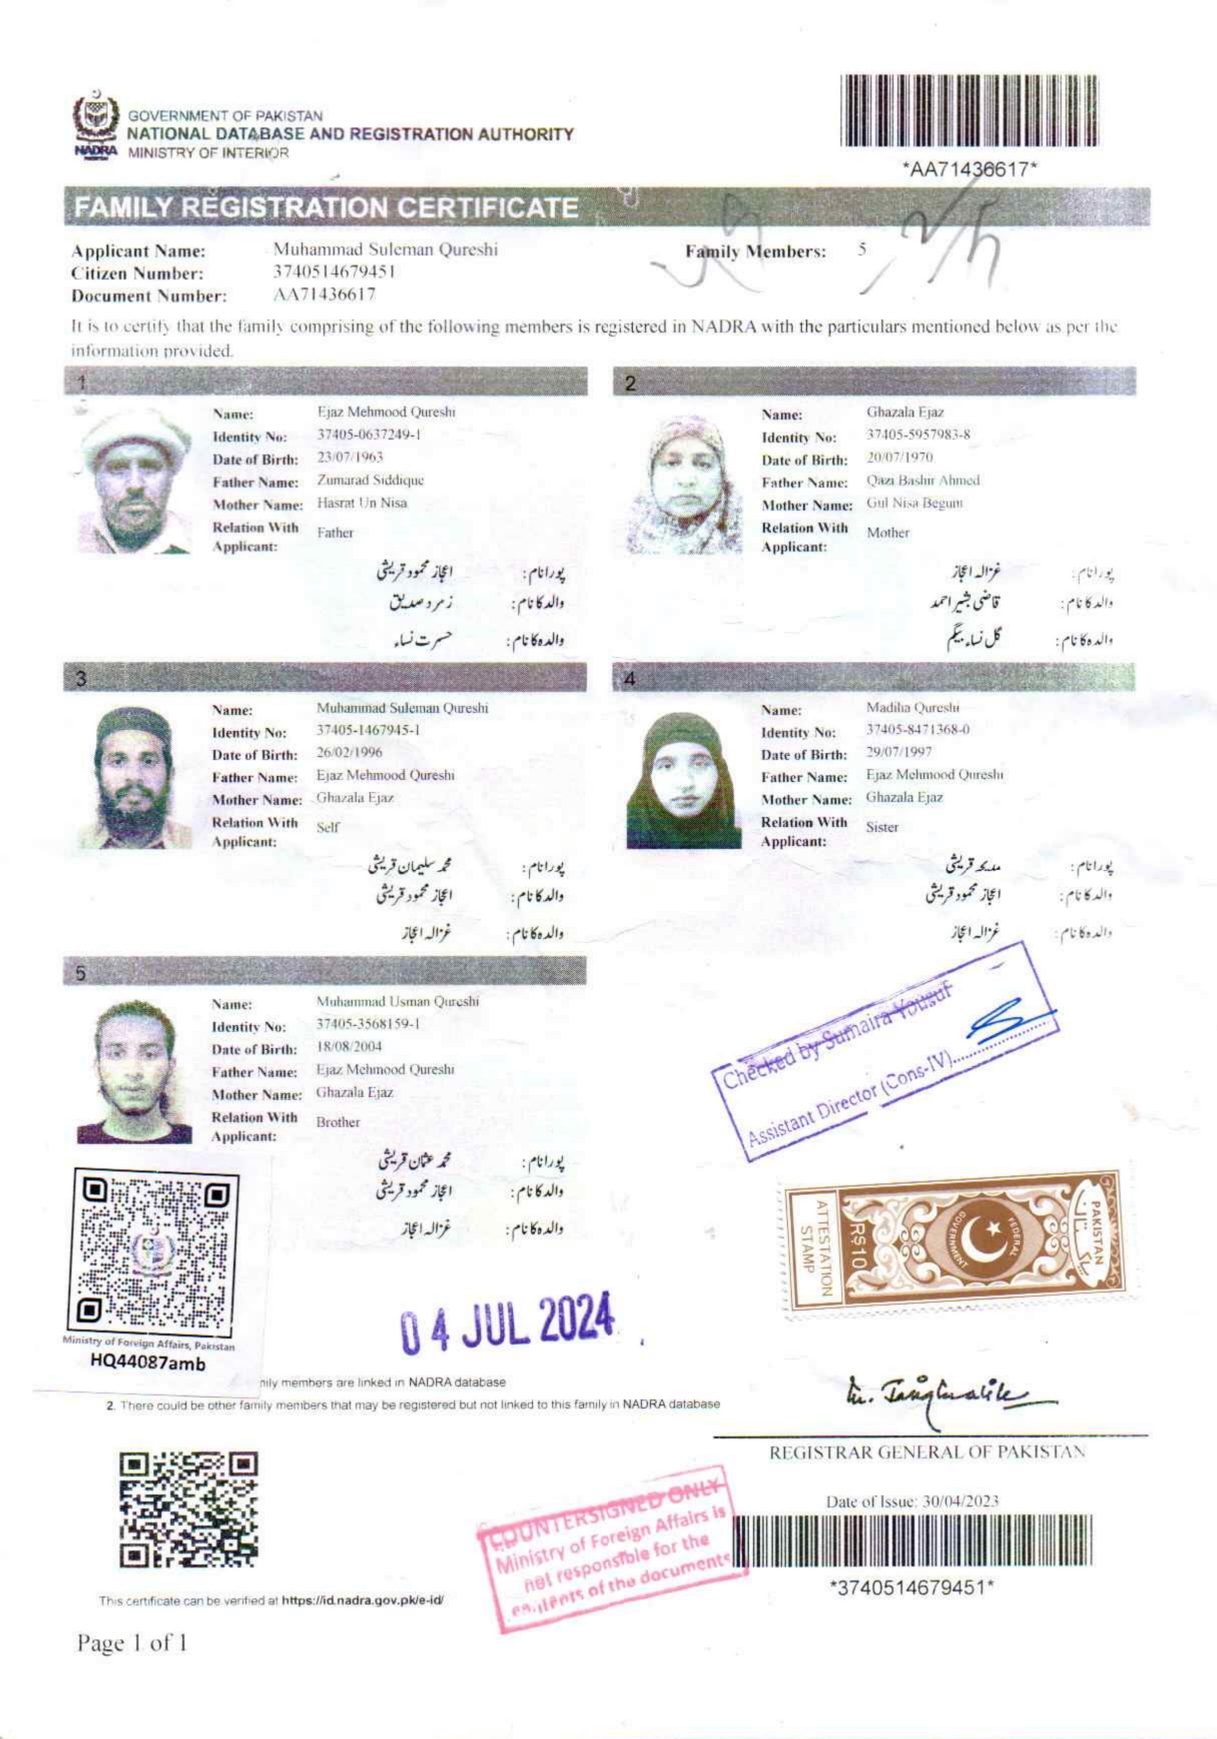 GOVERNMENT OF PAKISTAN
NATIONAL DATABASE AND REGISTRATION AUTHORITY
NADRA MINISTRY OF INTERIOR
*AA71436617*
FAMILY REGISTRATION CERTIFICATE
Applicant Name: Muhammad Suleman Qureshi
Family Members: 5
Citizen Number: 3740514679451
Document Number: AA71436617
It is to certify that the family comprising of the following members is registered in NADRA with the particulars mentioned below as per the
information provided.
1
Name: Ejaz Mehmood Qureshi
Identity No: 37405-0637249-1
Date of Birth: 23/07/1963
Father Name: Zumarad Siddique
Mother Name: Hasrat Un Nisa
Relation With Applicant: Father
پورانام: اعجاز محمود قریشی
والد کا نام: زمرد صدیق
والدہ کا نام: حسرت نساء
2
Name: Ghazala Ejaz
Identity No: 37405-5957983-8
Date of Birth: 20/07/1970
Father Name: Qazi Bashir Ahmed
Mother Name: Gul Nisa Begum
Relation With Applicant: Mother
پورانام: غزالہ اعجاز
والد کا نام: قاضی بشیر احمد
والدہ کا نام: گل نساء بیگم
3
Name: Muhammad Suleman Qureshi
Identity No: 37405-1467945-1
Date of Birth: 26/02/1996
Father Name: Ejaz Mehmood Qureshi
Mother Name: Ghazala Ejaz
Relation With Applicant: Self
پورانام: محمد سلیمان قریشی
والد کا نام: اعجاز محمود قریشی
والدہ کا نام: غزالہ اعجاز
4
Name: Madiha Qureshi
Identity No: 37405-8471368-0
Date of Birth: 29/07/1997
Father Name: Ejaz Mehmood Qureshi
Mother Name: Ghazala Ejaz
Relation With Applicant: Sister
پورانام: مدیحہ قریشی
والد کا نام: اعجاز محمود قریشی
والدہ کا نام: غزالہ اعجاز
5
Name: Muhammad Usman Qureshi
Identity No: 37405-3568159-1
Date of Birth: 18/08/2004
Father Name: Ejaz Mehmood Qureshi
Mother Name: Ghazala Ejaz
Relation With Applicant: Brother
پورانام: محمد عثمان قریشی
والد کا نام: اعجاز محمود قریشی
والدہ کا نام: غزالہ اعجاز
Checked by Sumaira Yousuf
Assistant Director (Cons-IV)
PAKISTAN
پاکستان
FEDERAL GOVERNMENT
RS10
ATTESTATION STAMP
Ministry of Foreign Affairs, Pakistan
HQ44087amb
04 JUL 2024
members are linked in NADRA database
2. There could be other family members that may be registered but not linked to this family in NADRA database
REGISTRAR GENERAL OF PAKISTAN
Date of Issue: 30/04/2023
*3740514679451*
COUNTERSIGNED ONLY
Ministry of Foreign Affairs is
not responsible for the
of the documents
This certificate can be verified at https://id.nadra.gov.pk/e-id/
Page 1 of 1